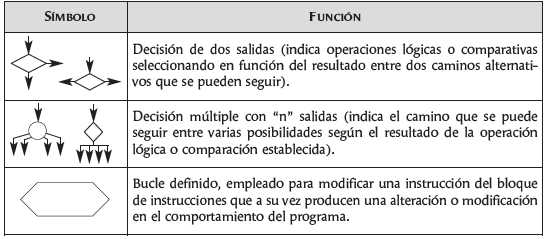 SÍMBOLO
FUNCIÓN
Decisión de dos salidas (indica operaciones lógicas o comparativas
seleccionando en función del resultado entre dos caminos alternati-
vos que se pueden seguir).
Decisión múltiple con “n” salidas (indica el camino que se puede
seguir entre varias posibilidades según el resultado de la operación
lógica o comparación establecida).
Bucle definido, empleado para modificar una instrucción del bloque
de instrucciones que a su vez producen una alteración o modificación
en el comportamiento del programa.